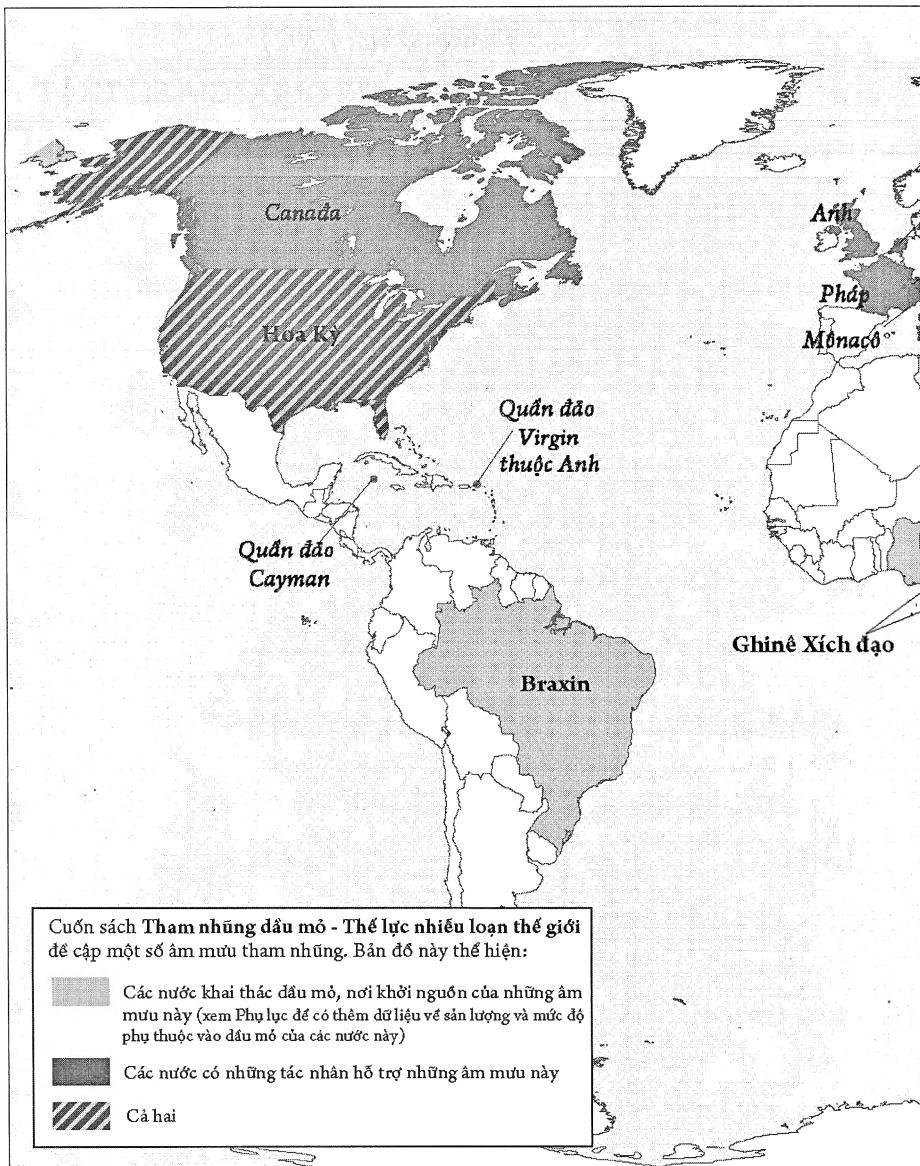 Canada
Anh
Pháp
Hoa Kỳ
Mônacô
Quần đảo
Virgin
thuộc Anh
Quần đảo
Cayman
Ghinê Xích đạo
Braxin
Cuốn sách Tham nhũng dầu mỏ - Thế lực nhiễu loạn thế giới
đề cập một số âm mưu tham nhũng. Bản đồ này thể hiện:
Các nước khai thác dầu mỏ, nơi khởi nguồn của những âm
mưu này (xem Phụ lục để có thêm dữ liệu về sản lượng và mức độ
phụ thuộc vào dầu mỏ của các nước này)
Các nước có những tác nhân hỗ trợ những âm mưu này
Cả hai